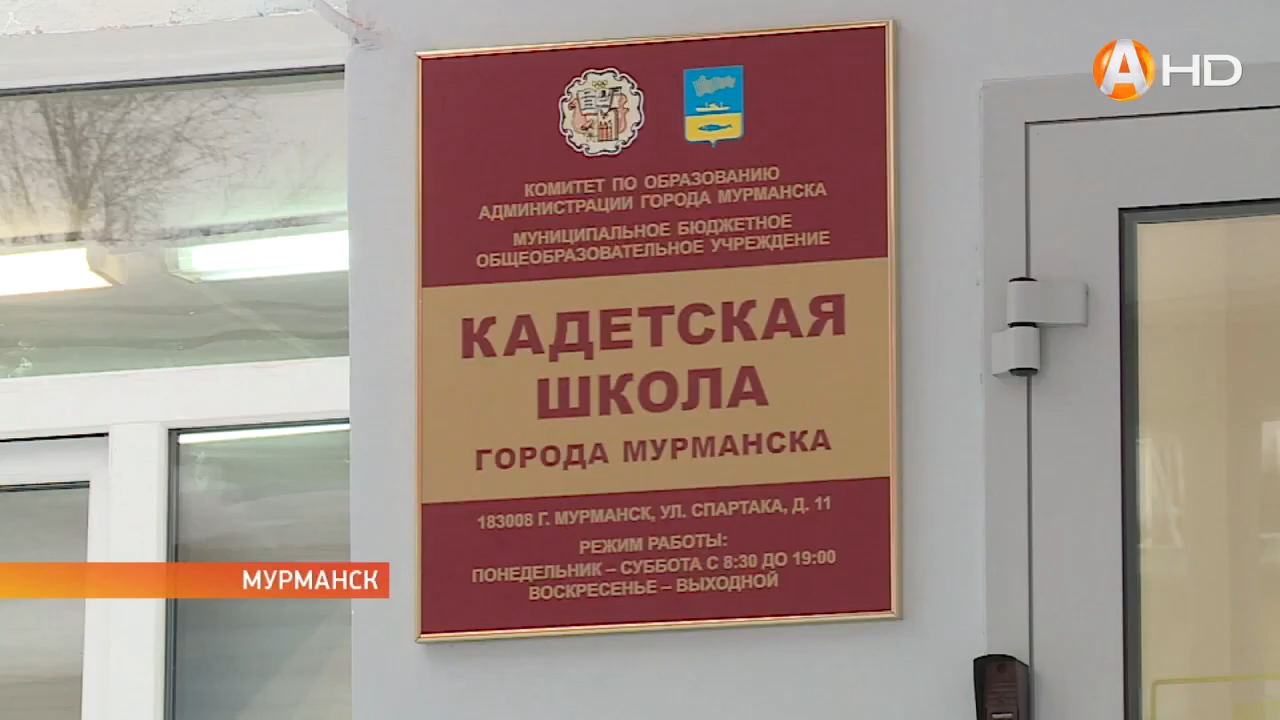 А HD
КОМИТЕТ ПО ОБРАЗОВАНИЮ
АДМИНИСТРАЦИИ ГОРОДА МУРМАНСКА
МУНИЦИПАЛЬНОЕ БЮДЖЕТНОЕ
ОБЩЕОБРАЗОВАТЕЛЬНОЕ УЧРЕЖДЕНИЕ
КАДЕТСКАЯ
ШКОЛА
ГОРОДА МУРМАНСКА
183008 Г. МУРМАНСК, УЛ. СПАРТАКА, Д. 11
РЕЖИМ РАБОТЫ:
ПОНЕДЕЛЬНИК – СУББОТА С 8:30 ДО 19:00
ВОСКРЕСЕНЬЕ – ВЫХОДНОЙ
МУРМАНСК